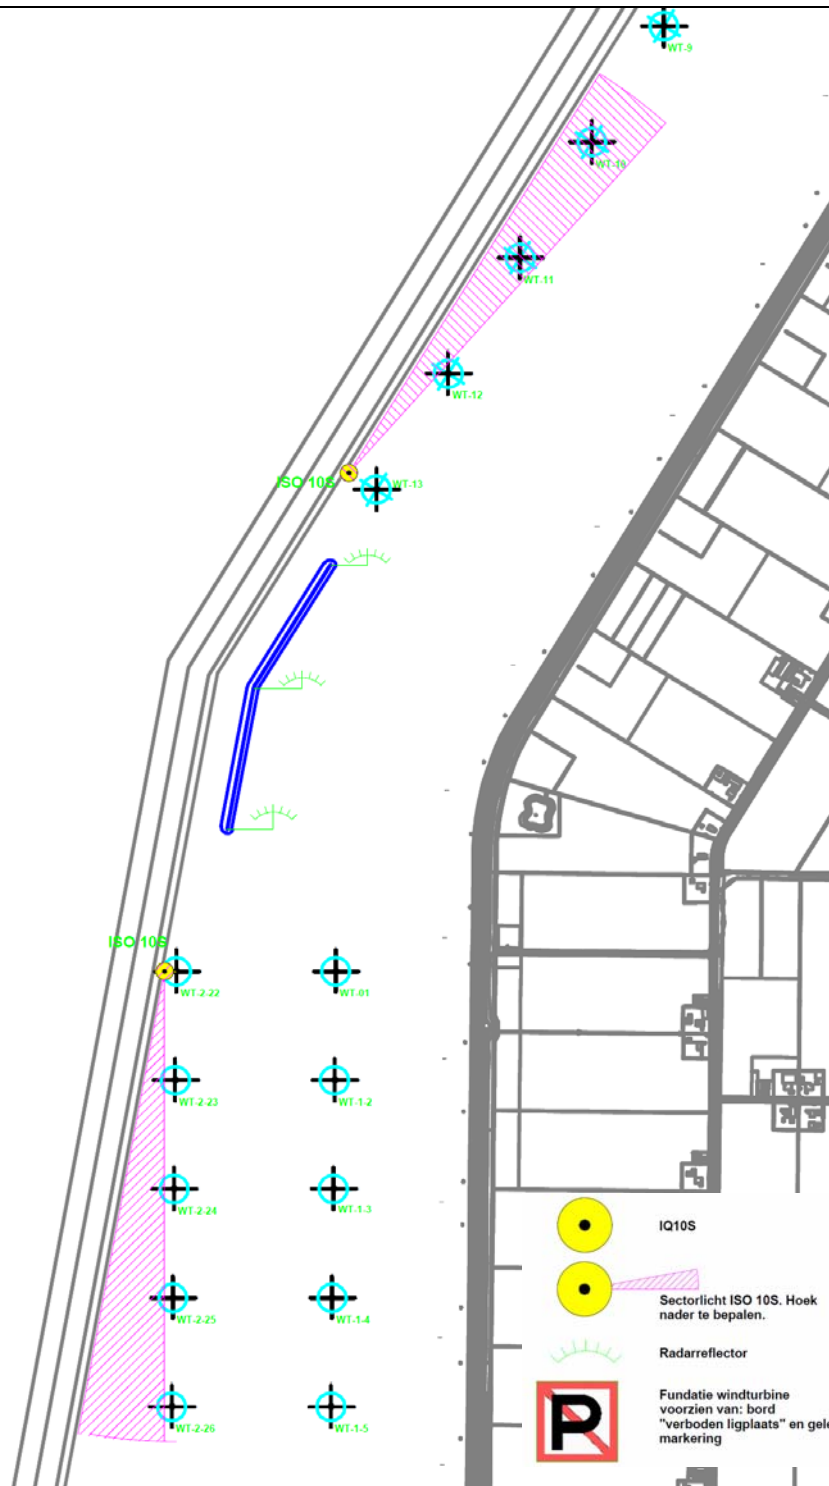 WT-9
WT-10
WT-11
WT-12
ISO 10S
WT-13
ISO 10S
WT-2-22
WT-01
WT-2-23
WT-1-2
WT-2-24
WT-1-3
WT-2-25
WT-1-4
WT-2-26
WT-1-5
IQ10S
Sectorlicht ISO 10S. Hoek
nader te bepalen.
Radarreflector
P
Fundatie windturbine
voorzien van: bord
"verboden ligplaats" en gele
markering